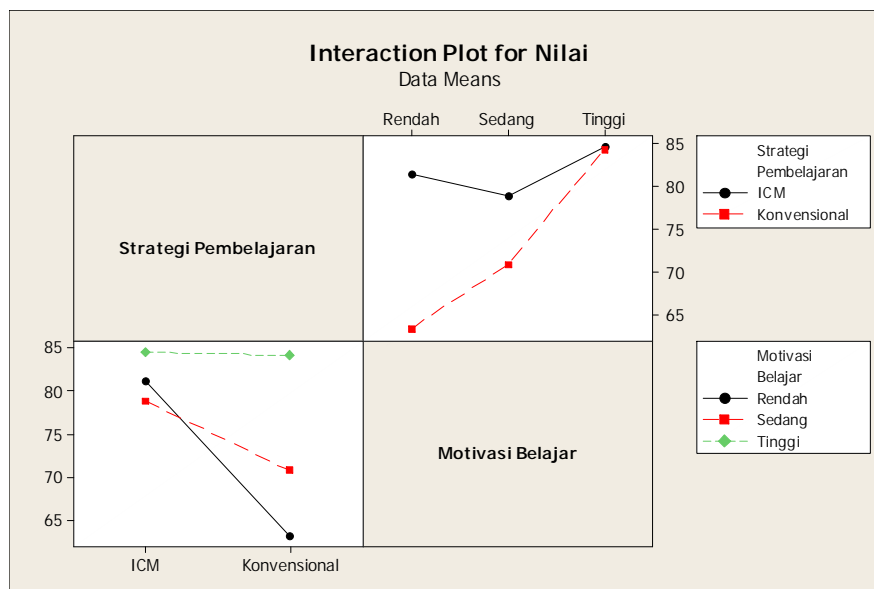 Interaction Plot for Nilai
Data Means
Rendah Sedang Tinggi
85
80
75
70
65
Strategi
Pembelajaran
ICM
Konvensional
Strategi Pembelajaran
85
80
75
70
65
Motivasi Belajar
Motivasi
Belajar
Rendah
Sedang
Tinggi
ICM Konvensional